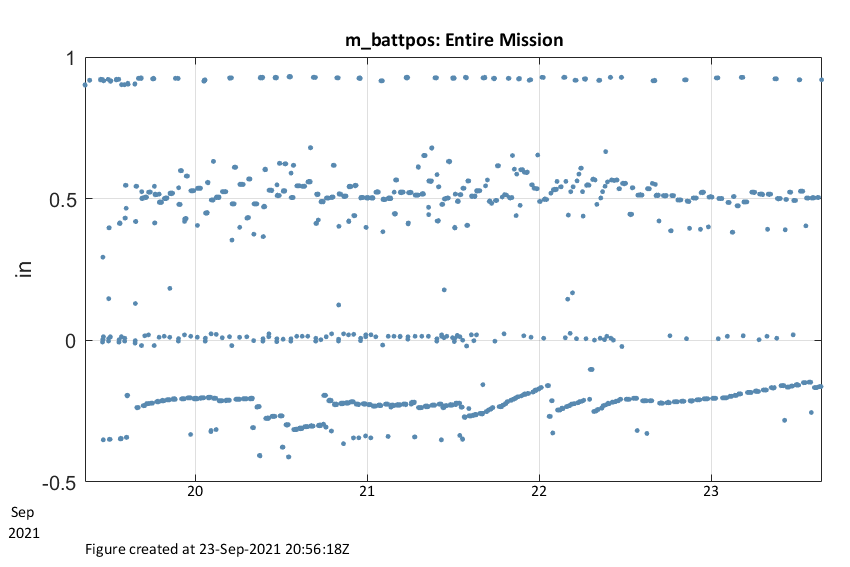 m_battpos: Entire Mission
1
0.5
in
0
-0.5
20
21
22
23
Sep
2021
Figure created at 23-Sep-2021 20:56:18Z